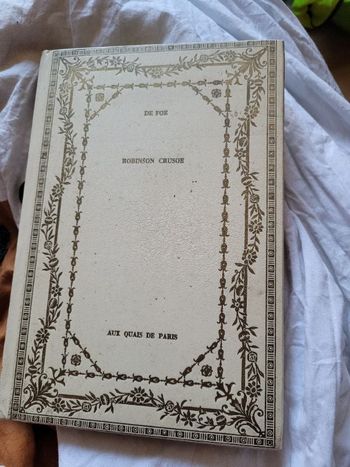 DE FOE
ROBINSON CRUSOE
AUX QUAIS DE PARIS